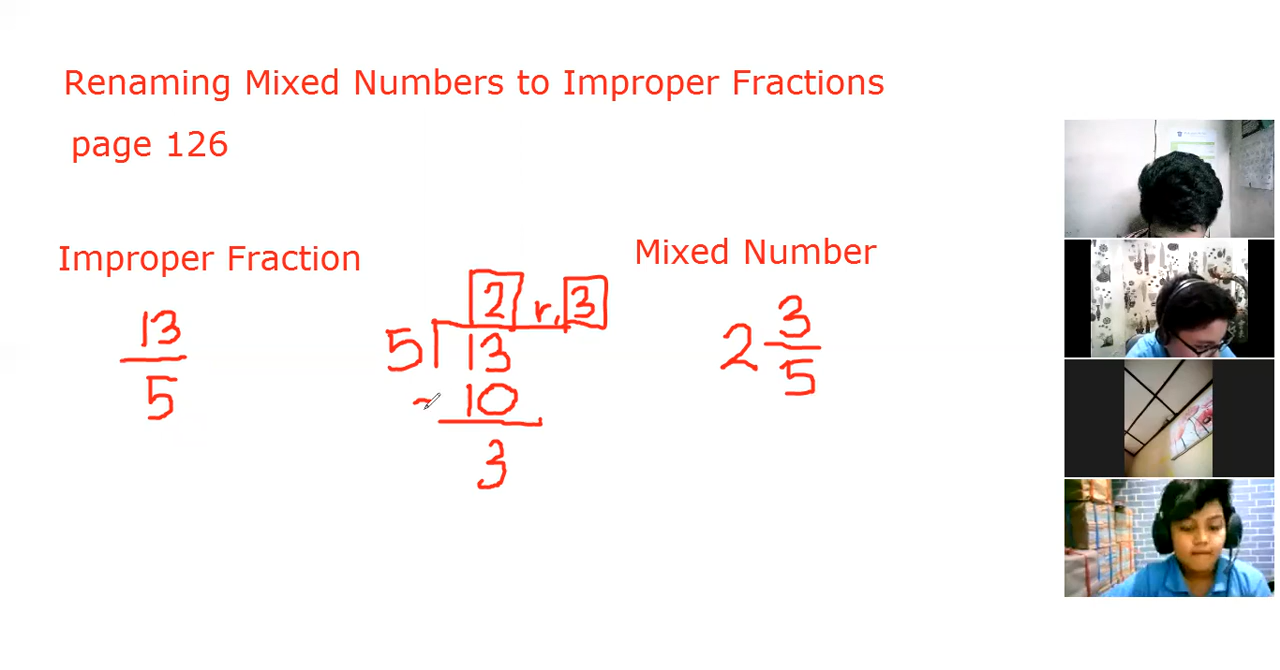 Renaming Mixed Numbers to Improper Fractions
page 126
Improper Fraction
13
5
2 r. 3
5 13
- 10
3
Mixed Number
2 3
5